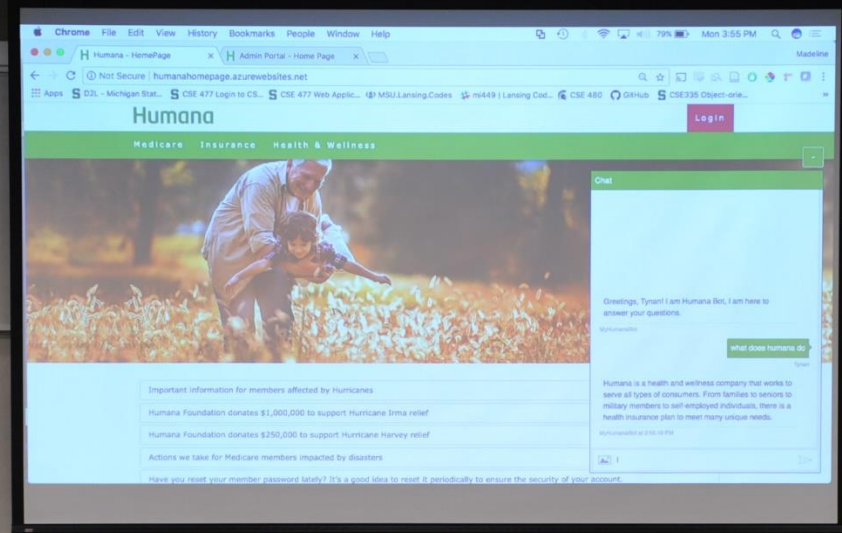 Chrome File Edit View History Bookmarks People Window Help 79% Mon 3:55 PM
Humana - HomePage x Admin Portal - Home Page x Madeline
Not Secure humanahomepage.azurewebsites.net
Apps D2L - Michigan Stat... CSE 477 Login to CS... CSE 477 Web Applic... MSU.Lansing.Codes mi449 | Lansing Cod... CSE 480 GitHub CSE335 Object-orie... »
Humana
Login
Medicare Insurance Health & Wellness
Chat
Greetings, Tynan! I am Humana Bot, I am here to
answer your questions.
MyHumanaBot
what does humana do
Tynan
Humana is a health and wellness company that works to
serve all types of consumers. From families to seniors to
military members to self-employed individuals, there is a
health insurance plan to meet many unique needs.
MyHumanaBot at
Important information for members affected by Hurricanes
Humana Foundation donates $1,000,000 to support Hurricane Irma relief
Humana Foundation donates $250,000 to support Hurricane Harvey relief
Actions we take for Medicare members impacted by disasters
Have you reset your member password lately? It's a good idea to reset it periodically to ensure the security of your account.